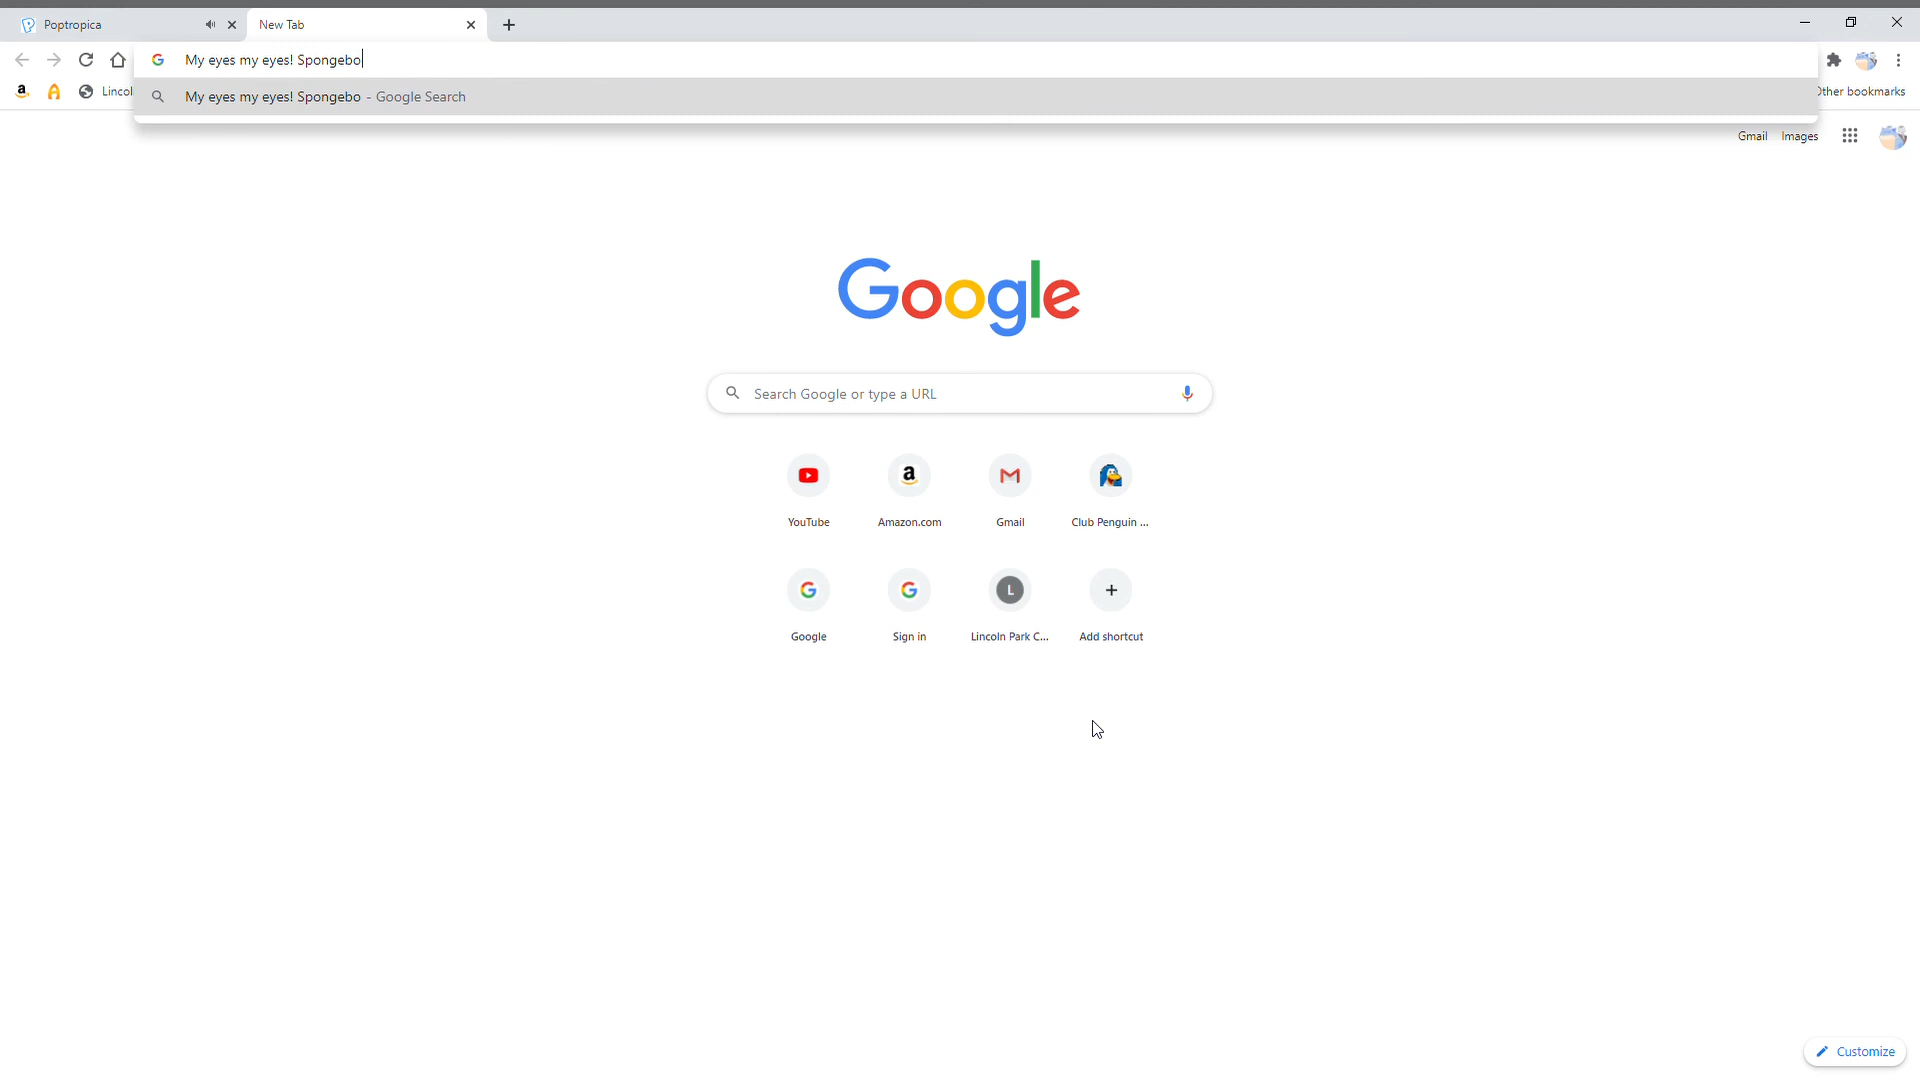 Poptropica
New Tab
My eyes my eyes! Spongebo
My eyes my eyes! Spongebo - Google Search
Lincol
ther bookmarks
Gmail Images
Google
Search Google or type a URL
YouTube
Amazon.com
Gmail
Club Penguin ...
L
Google
Sign in
Lincoln Park C...
Add shortcut
Customize